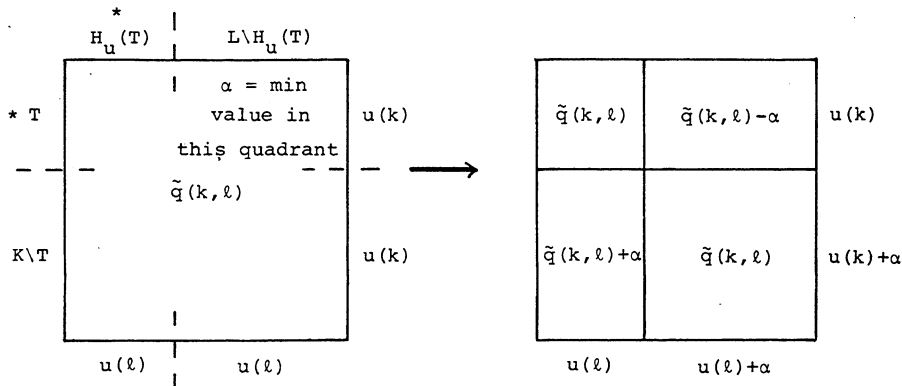 *
H_u(T) L\H_u(T)
α = min
value in
this quadrant
* T
u(k)
q̃(k,ℓ)
K\T
u(k)
u(ℓ) u(ℓ)
q̃(k,ℓ) q̃(k,ℓ)-α u(k)
q̃(k,ℓ)+α q̃(k,ℓ) u(k)+α
u(ℓ) u(ℓ)+α